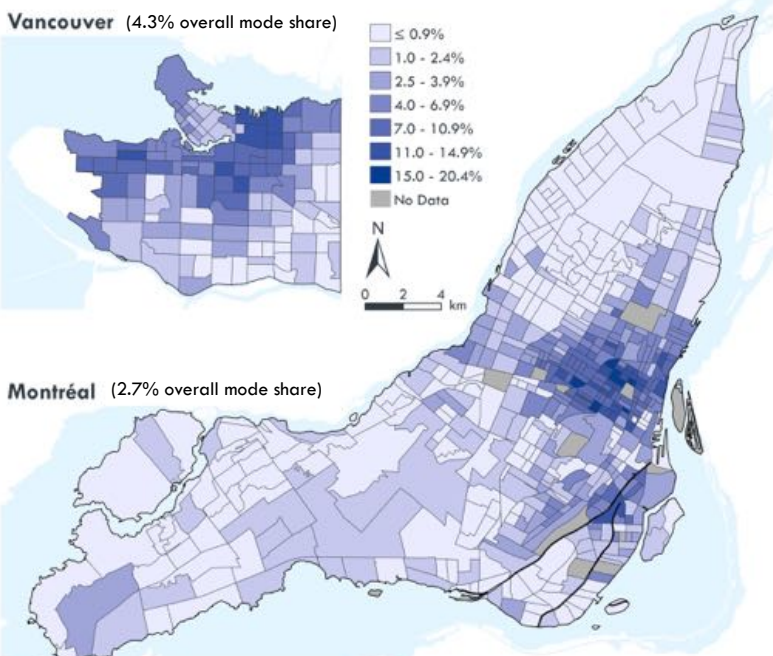 Vancouver (4.3% overall mode share)
≤ 0.9%
1.0 - 2.4%
2.5 - 3.9%
4.0 - 6.9%
7.0 - 10.9%
11.0 - 14.9%
15.0 - 20.4%
No Data
N
0 2 4 km
Montréal (2.7% overall mode share)